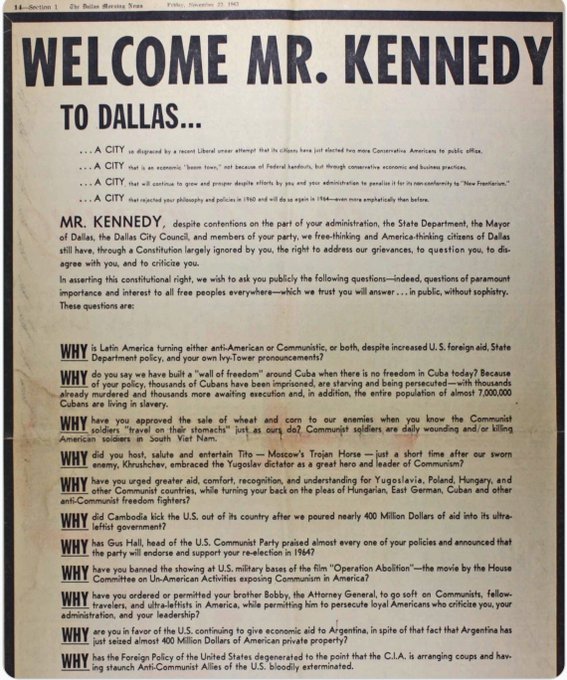 14—Section 1 The Dallas Morning News Friday, November 22, 1963
WELCOME MR. KENNEDY
TO DALLAS...
...A CITY so disgraced by a recent Liberal smear attempt that its citizens have just elected two more Conservative Americans to public office.
...A CITY that is an economic "boom town," not because of Federal handouts, but through conservative economic and business practices.
...A CITY that will continue to grow and prosper despite efforts by you and your administration to penalize it for its non-conformity to "New Frontierism."
...A CITY that rejected your philosophy and policies in 1960 and will do so again in 1964—even more emphatically than before.
MR. KENNEDY, despite contentions on the part of your administration, the State Department, the Mayor
of Dallas, the Dallas City Council, and members of your party, we free-thinking and America-thinking citizens of Dallas
still have, through a Constitution largely ignored by you, the right to address our grievances, to question you, to dis-
agree with you, and to criticize you.
In asserting this constitutional right, we wish to ask you publicly the following questions—indeed, questions of paramount
importance and interest to all free peoples everywhere—which we trust you will answer...in public, without sophistry.
These questions are:
WHY is Latin America turning either anti-American or Communistic, or both, despite increased U. S. foreign aid, State
Department policy, and your own Ivy-Tower pronouncements?
WHY do you say we have built a "wall of freedom" around Cuba when there is no freedom in Cuba today? Because
of your policy, thousands of Cubans have been imprisoned, are starving and being persecuted—with thousands
already murdered and thousands more awaiting execution and, in addition, the entire population of almost 7,000,000
Cubans are living in slavery.
WHY have you approved the sale of wheat and corn to our enemies when you know the Communist
soldiers "travel on their stomachs" just as ours do? Communist soldiers are daily wounding and/or killing
American soldiers in South Viet Nam.
WHY did you host, salute and entertain Tito — Moscow's Trojan Horse — just a short time after our sworn
enemy, Khrushchev, embraced the Yugoslav dictator as a great hero and leader of Communism?
WHY have you urged greater aid, comfort, recognition, and understanding for Yugoslavia, Poland, Hungary, and
other Communist countries, while turning your back on the pleas of Hungarian, East German, Cuban and other
anti-Communist freedom fighters?
WHY did Cambodia kick the U.S. out of its country after we poured nearly 400 Million Dollars of aid into its ultra-
leftist government?
WHY has Gus Hall, head of the U.S. Communist Party praised almost every one of your policies and announced that
the party will endorse and support your re-election in 1964?
WHY have you banned the showing at U.S. military bases of the film "Operation Abolition"—the movie by the House
Committee on Un-American Activities exposing Communism in America?
WHY have you ordered or permitted your brother Bobby, the Attorney General, to go soft on Communists, fellow-
travelers, and ultra-leftists in America, while permitting him to persecute loyal Americans who criticize you, your
administration, and your leadership?
WHY are you in favor of the U.S. continuing to give economic aid to Argentina, in spite of that fact that Argentina has
just seized almost 400 Million Dollars of American private property?
WHY has the Foreign Policy of the United States degenerated to the point that the C.I.A. is arranging coups and hav-
ing staunch Anti-Communist Allies of the U.S. bloodily exterminated.